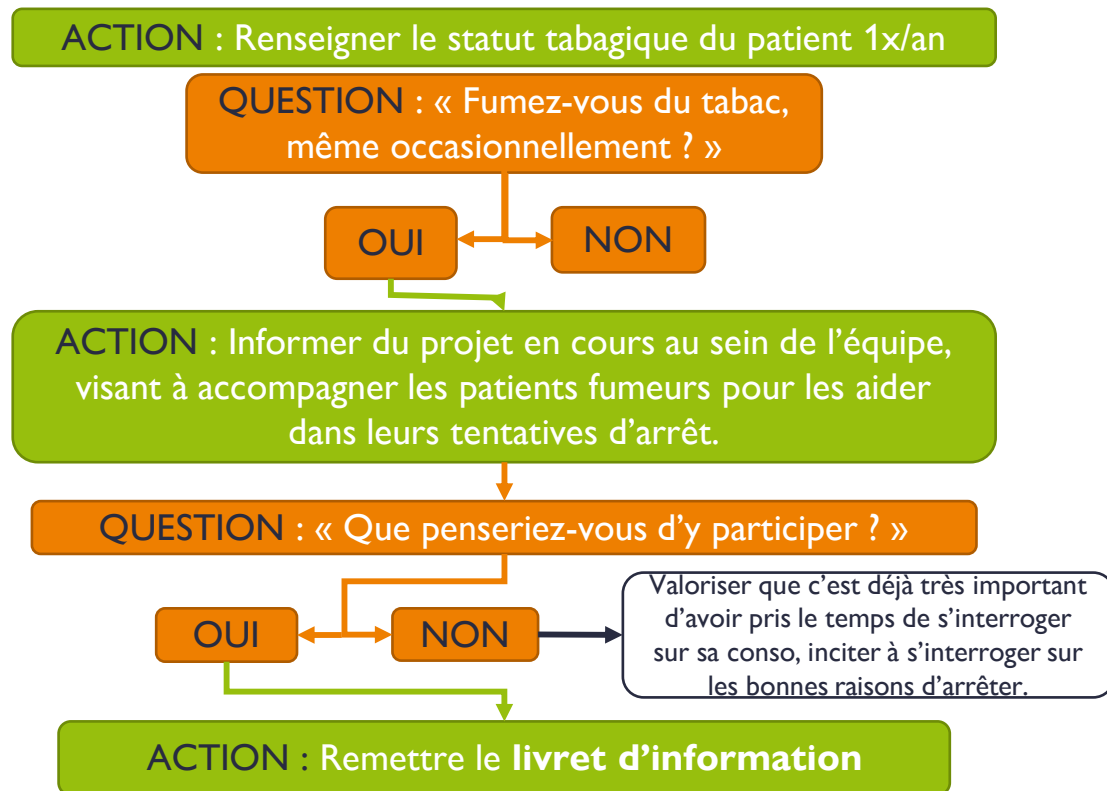 ACTION : Renseigner le statut tabagique du patient 1x/an
QUESTION : « Fumez-vous du tabac,
même occasionnellement ? »
OUI
NON
ACTION : Informer du projet en cours au sein de l’équipe,
visant à accompagner les patients fumeurs pour les aider
dans leurs tentatives d’arrêt.
QUESTION : « Que penseriez-vous d’y participer ? »
OUI
NON
Valoriser que c’est déjà très important
d’avoir pris le temps de s’interroger
sur sa conso, inciter à s’interroger sur
les bonnes raisons d’arrêter.
ACTION : Remettre le livret d’information